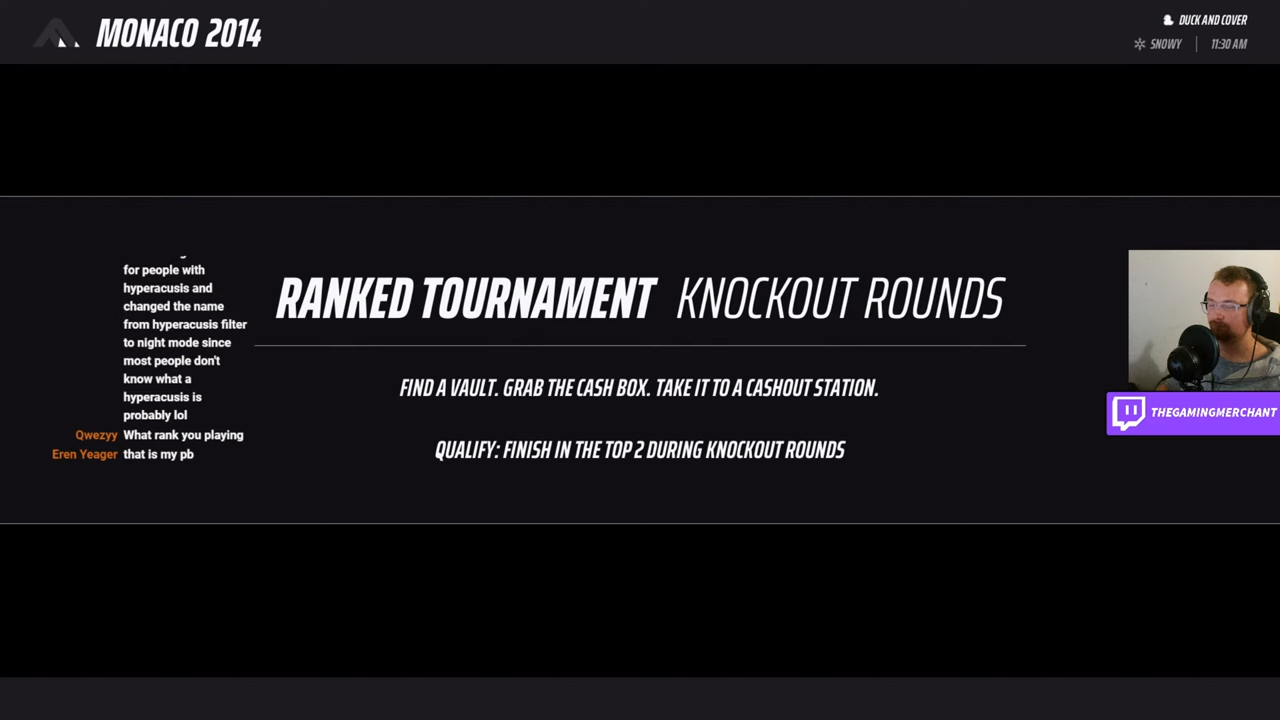 MONACO 2014
DUCK AND COVER
SNOWY
11:30 AM
for people with
hyperacusis and
changed the name
from hyperacusis filter
to night mode since
most people don't
know what a
hyperacusis is
probably lol
Qwezyy What rank you playing
Eren Yeager that is my pb
RANKED TOURNAMENT KNOCKOUT ROUNDS
FIND A VAULT. GRAB THE CASH BOX. TAKE IT TO A CASHOUT STATION.
QUALIFY: FINISH IN THE TOP 2 DURING KNOCKOUT ROUNDS
THEGAMINGMERCHANT